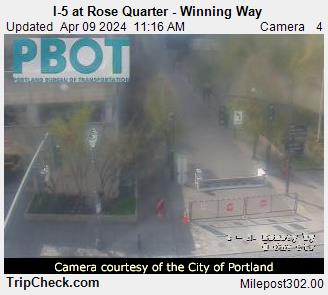 I-5 at Rose Quarter - Winning Way
Updated Apr 09 2024 11:16 AM Camera 4
PBOT
PORTLAND BUREAU OF TRANSPORTATION
Camera courtesy of the City of Portland
TripCheck.com Milepost302.00